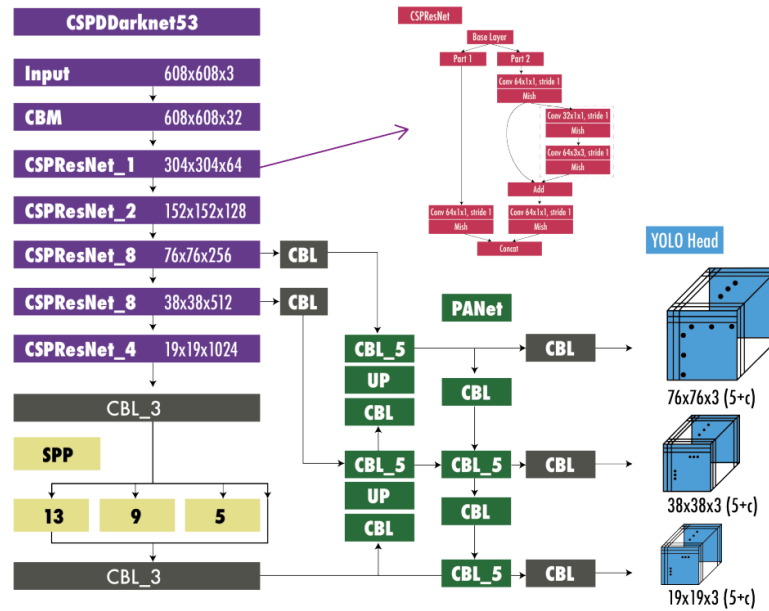 CSPDDarknet53
Input 608x608x3
CBM 608x608x32
CSPResNet_1 304x304x64
CSPResNet_2 152x152x128
CSPResNet_8 76x76x256
CBL
CSPResNet_8 38x38x512
CBL
CSPResNet_4 19x19x1024
CBL_3
SPP
13 9 5
CBL_3
CSPResNet
Base Layer
Part 1 Part 2
Conv 64x1x1, stride 1
Mish
Conv 32x1x1, stride 1
Mish
Conv 64x3x3, stride 1
Mish
Add
Conv 64x1x1, stride 1 Conv 64x1x1, stride 1
Mish Mish
Concat
PANet
CBL_5
UP
CBL
CBL_5
UP
CBL
CBL
CBL_5
CBL
CBL_5
CBL
CBL
CBL
YOLO Head
76x76x3 (5+c)
38x38x3 (5+c)
19x19x3 (5+c)